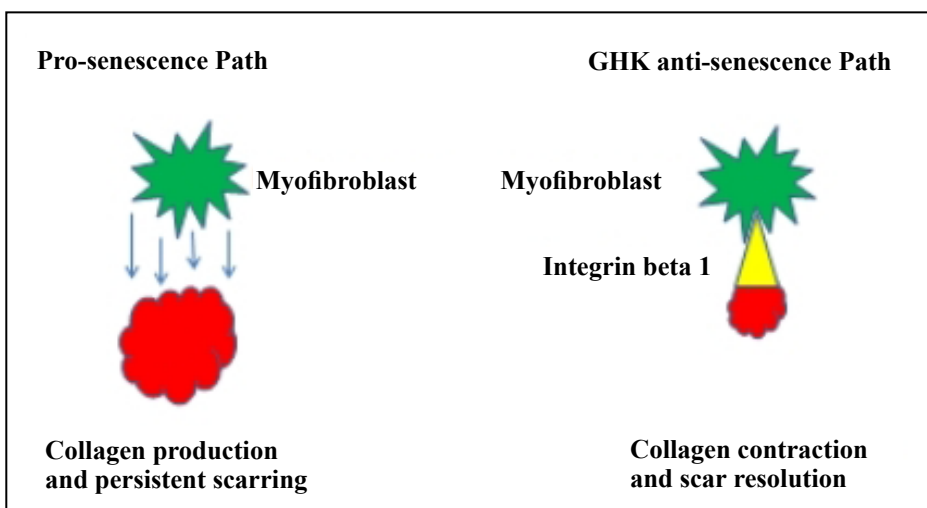 Pro-senescence Path
Myofibroblast
Collagen production
and persistent scarring
GHK anti-senescence Path
Myofibroblast
Integrin beta 1
Collagen contraction
and scar resolution